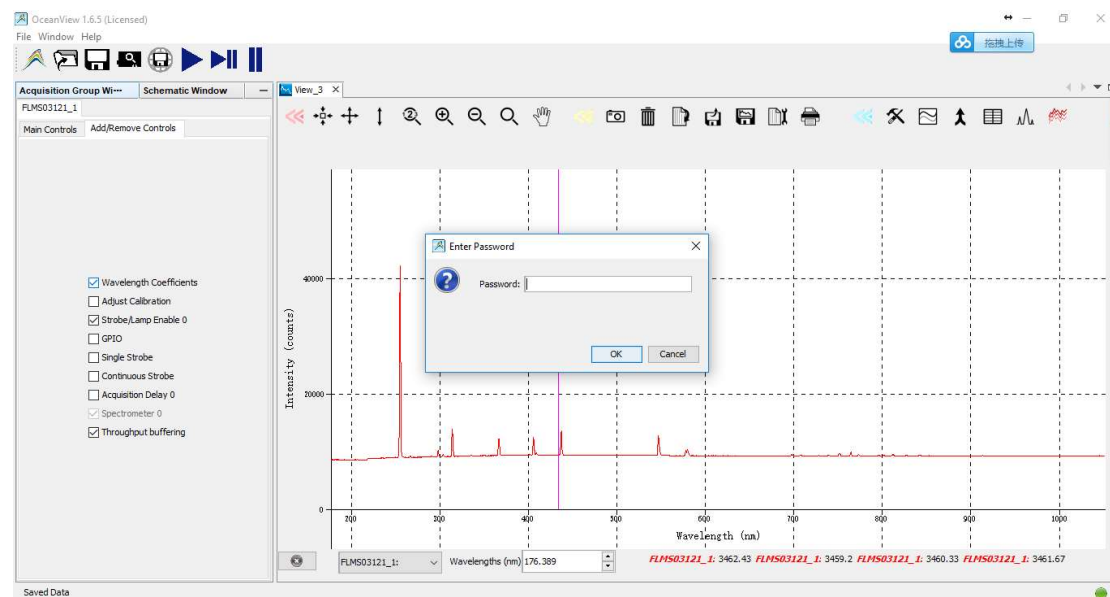 OceanView 1.6.5 (Licensed)
File Window Help
拖拽上传
Acquisition Group Wi··· Schematic Window
View_3
FLMS03121_1
Main Controls Add/Remove Controls
Enter Password
Password:
OK Cancel
Wavelength Coefficients
Adjust Calibration
Strobe/Lamp Enable 0
GPIO
Single Strobe
Continuous Strobe
Acquisition Delay 0
Spectrometer 0
Throughput buffering
Intensity (counts)
40000
20000
0
200 300 400 500 600 700 800 900 1000
Wavelength (nm)
FLMS03121_1: Wavelengths (nm) 176.389 FLMS03121_1: 3462.43 FLMS03121_1: 3459.2 FLMS03121_1: 3460.33 FLMS03121_1: 3461.67
Saved Data